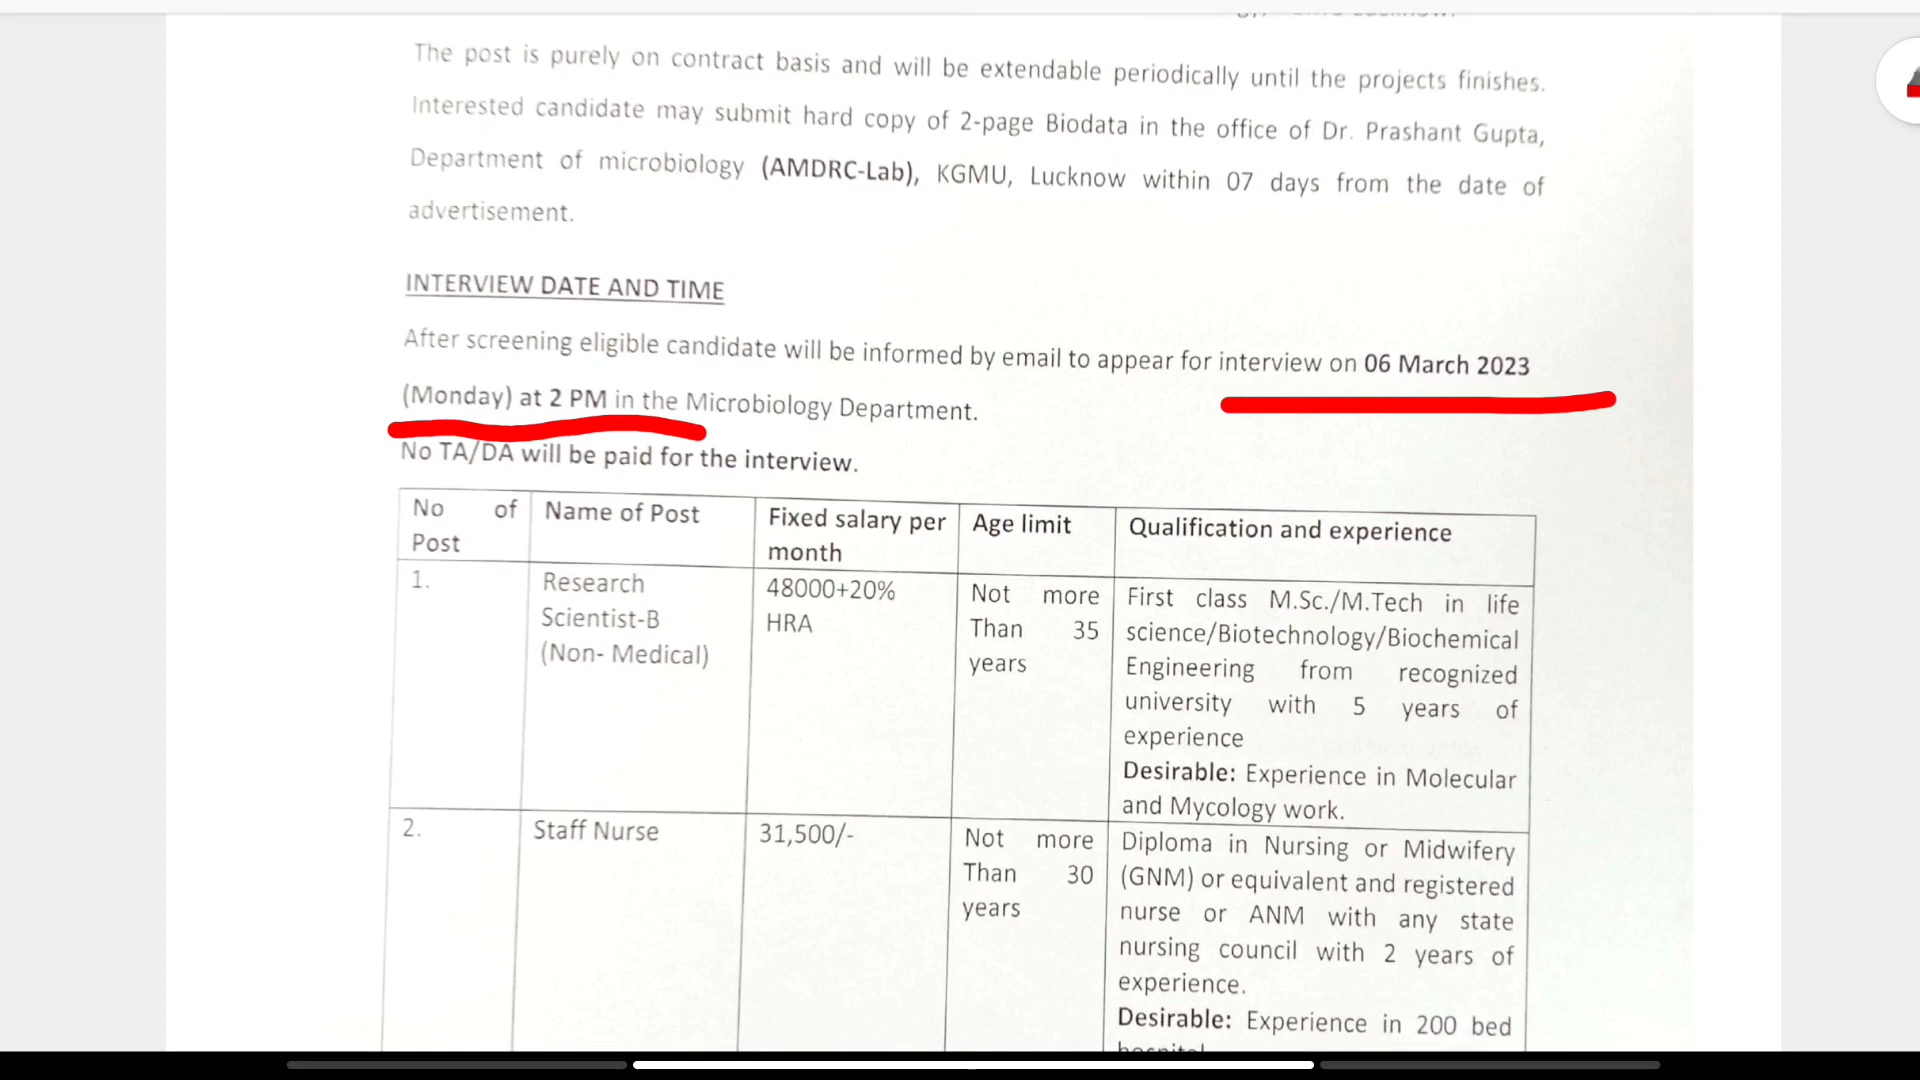 The post is purely on contract basis and will be extendable periodically until the projects finishes.
Interested candidate may submit hard copy of 2-page Biodata in the office of Dr. Prashant Gupta,
Department of microbiology (AMDRC-Lab), KGMU, Lucknow within 07 days from the date of
advertisement.
INTERVIEW DATE AND TIME
After screening eligible candidate will be informed by email to appear for interview on 06 March 2023
(Monday) at 2 PM in the Microbiology Department.
No TA/DA will be paid for the interview.
No of
Post
Name of Post
Fixed salary per
month
Age limit
Qualification and experience
1.
Research
Scientist-B
(Non- Medical)
48000+20%
HRA
Not more
Than 35
years
First class M.Sc./M.Tech in life
science/Biotechnology/Biochemical
Engineering from recognized
university with 5 years of
experience
Desirable: Experience in Molecular
and Mycology work.
2.
Staff Nurse
31,500/-
Not more
Than 30
years
Diploma in Nursing or Midwifery
(GNM) or equivalent and registered
nurse or ANM with any state
nursing council with 2 years of
experience.
Desirable: Experience in 200 bed